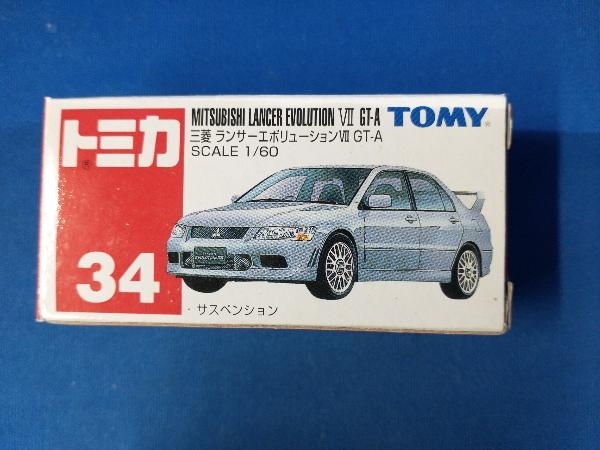 トミカ
34
MITSUBISHI LANCER EVOLUTION VII GT-A
三菱 ランサーエボリューションVII GT-A
SCALE 1/60
TOMY
・サスペンション